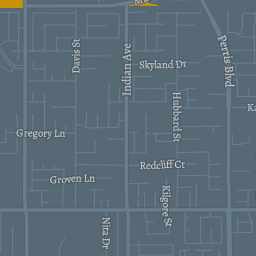 Davis St
Indian Ave
Skyland Dr
Perris Blvd
Hubbard St
Gregory Ln
Redcliff Ct
Groven Ln
Kilgore St
Nita Dr